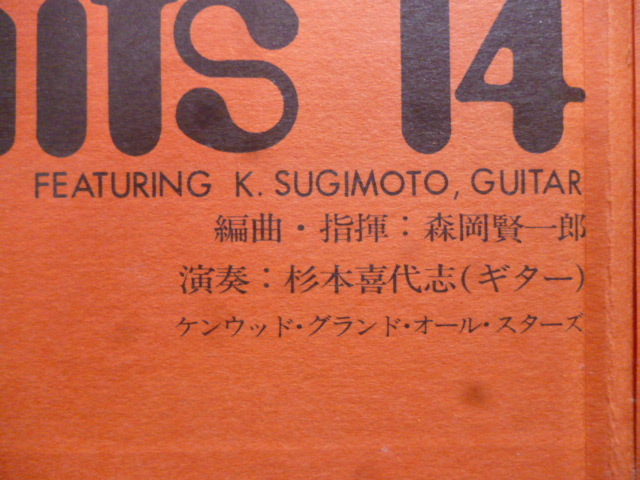 hits 14
FEATURING K. SUGIMOTO, GUITAR
編曲・指揮：森岡賢一郎
演奏：杉本喜代志(ギター)
ケンウッド・グランド・オール・スターズ